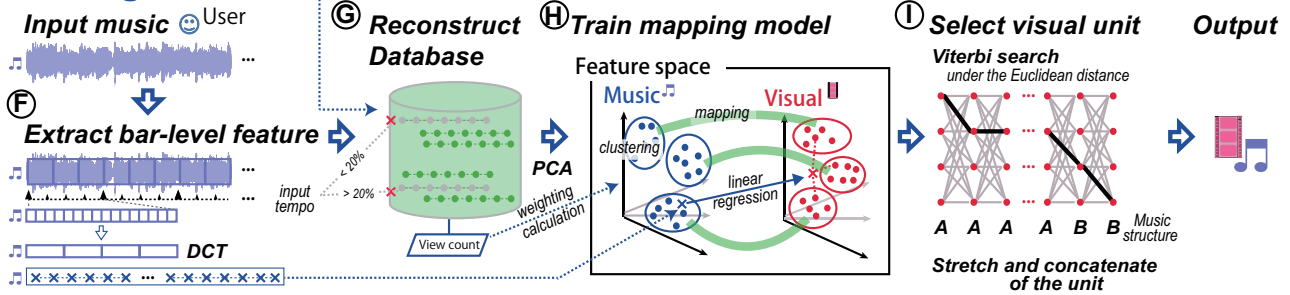 Input music User
...
F
Extract bar-level feature
...
DCT
...
G Reconstruct
Database
input
tempo
< 20%
> 20%
View count
PCA
weighting
calculation
H Train mapping model
Feature space
Music
Visual
mapping
clustering
linear
regression
I Select visual unit
Viterbi search
under the Euclidean distance
...
...
A A A A B B
Music
structure
Stretch and concatenate
of the unit
Output